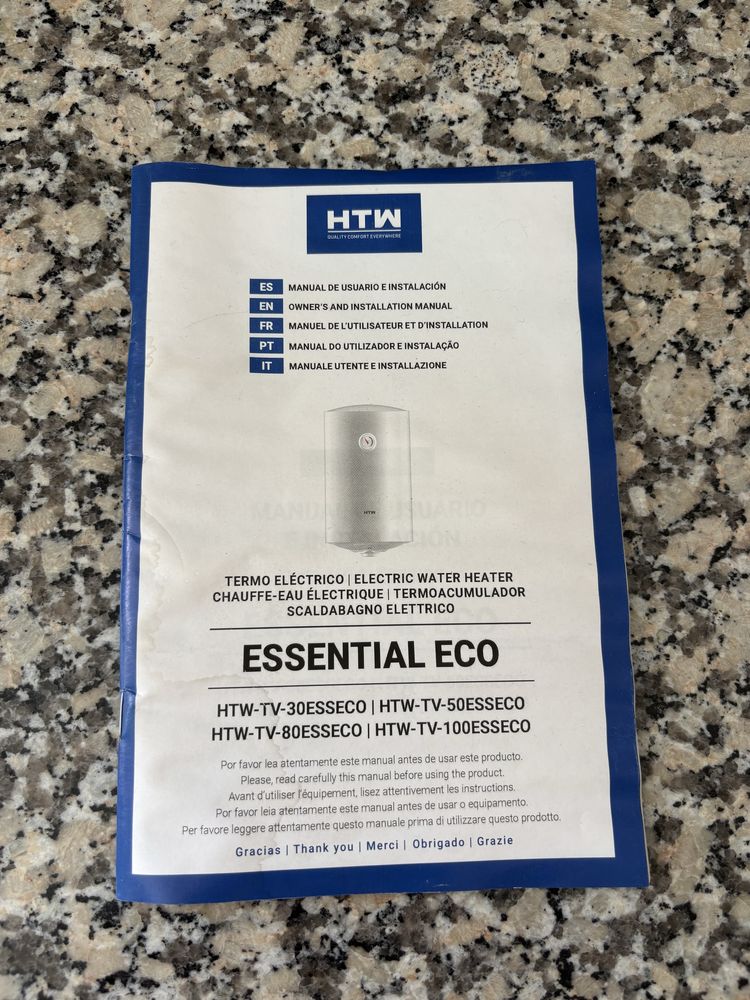 HTW
QUALITY COMFORT EVERYWHERE
ES MANUAL DE USUARIO E INSTALACIÓN
EN OWNER'S AND INSTALLATION MANUAL
FR MANUEL DE L'UTILISATEUR ET D'INSTALLATION
PT MANUAL DO UTILIZADOR E INSTALAÇÃO
IT MANUALE UTENTE E INSTALLAZIONE
HTW
TERMO ELÉCTRICO | ELECTRIC WATER HEATER
CHAUFFE-EAU ÉLECTRIQUE | TERMOACUMULADOR
SCALDABAGNO ELETTRICO
ESSENTIAL ECO
HTW-TV-30ESSECO | HTW-TV-50ESSECO
HTW-TV-80ESSECO | HTW-TV-100ESSECO
Por favor lea atentamente este manual antes de usar este producto.
Please, read carefully this manual before using the product.
Avant d'utiliser l'équipement, lisez attentivement les instructions.
Por favor leia atentamente este manual antes de usar o equipamento.
Per favore leggere attentamente questo manuale prima di utilizzare questo prodotto.
Gracias | Thank you | Merci | Obrigado | Grazie